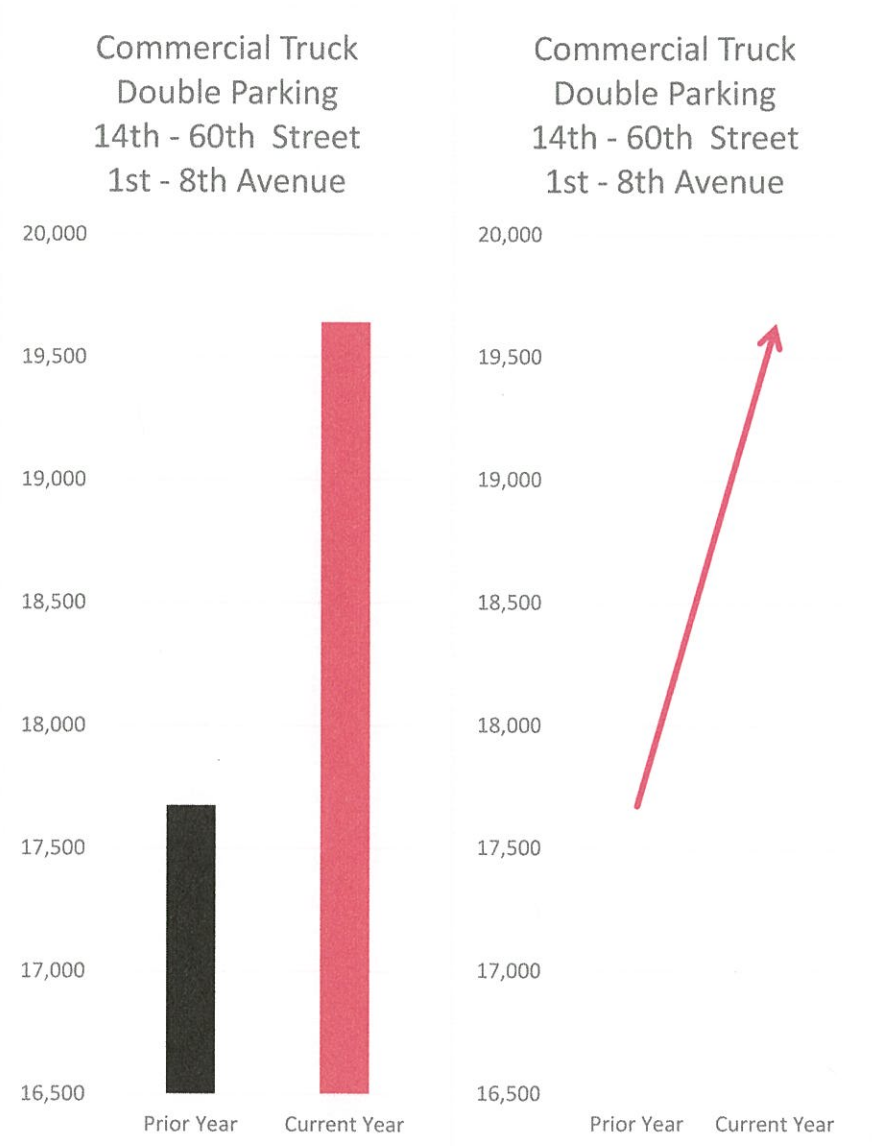 Commercial Truck
Double Parking
14th - 60th Street
1st - 8th Avenue
20,000
19,500
19,000
18,500
18,000
17,500
17,000
16,500
Prior Year
Current Year
Commercial Truck
Double Parking
14th - 60th Street
1st - 8th Avenue
20,000
19,500
19,000
18,500
18,000
17,500
17,000
16,500
Prior Year
Current Year